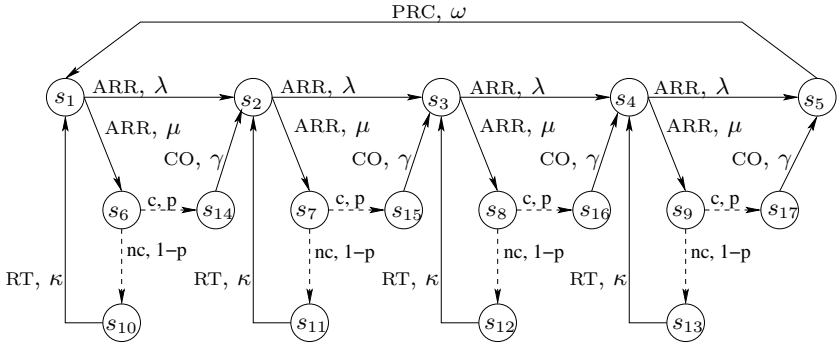 PRC, ω
s1 ARR, λ s2 ARR, λ s3 ARR, λ s4 ARR, λ s5
ARR, μ ARR, μ ARR, μ ARR, μ
CO, γ CO, γ CO, γ CO, γ
s6 c, p s14 s7 c, p s15 s8 c, p s16 s9 c, p s17
nc, 1−p nc, 1−p nc, 1−p nc, 1−p
RT, κ RT, κ RT, κ RT, κ
s10 s11 s12 s13